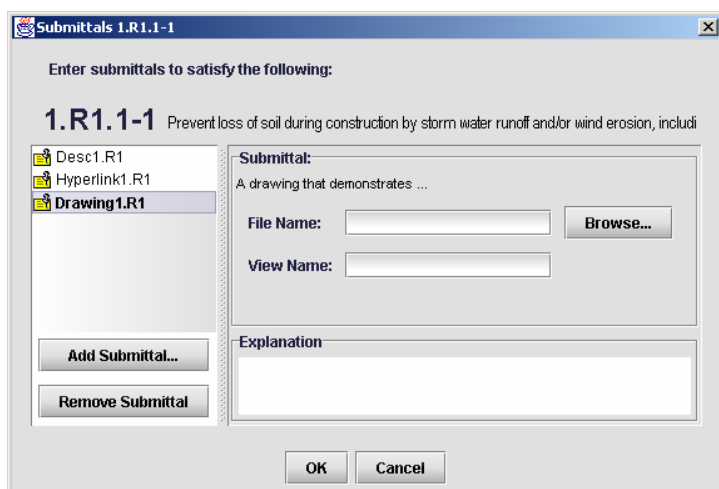 Submittals 1.R1.1-1
Enter submittals to satisfy the following:
1.R1.1-1 Prevent loss of soil during construction by storm water runoff and/or wind erosion, includi
Desc1.R1
Hyperlink1.R1
Drawing1.R1
Add Submittal...
Remove Submittal
Submittal:
A drawing that demonstrates ...
File Name:
Browse...
View Name:
Explanation
OK
Cancel